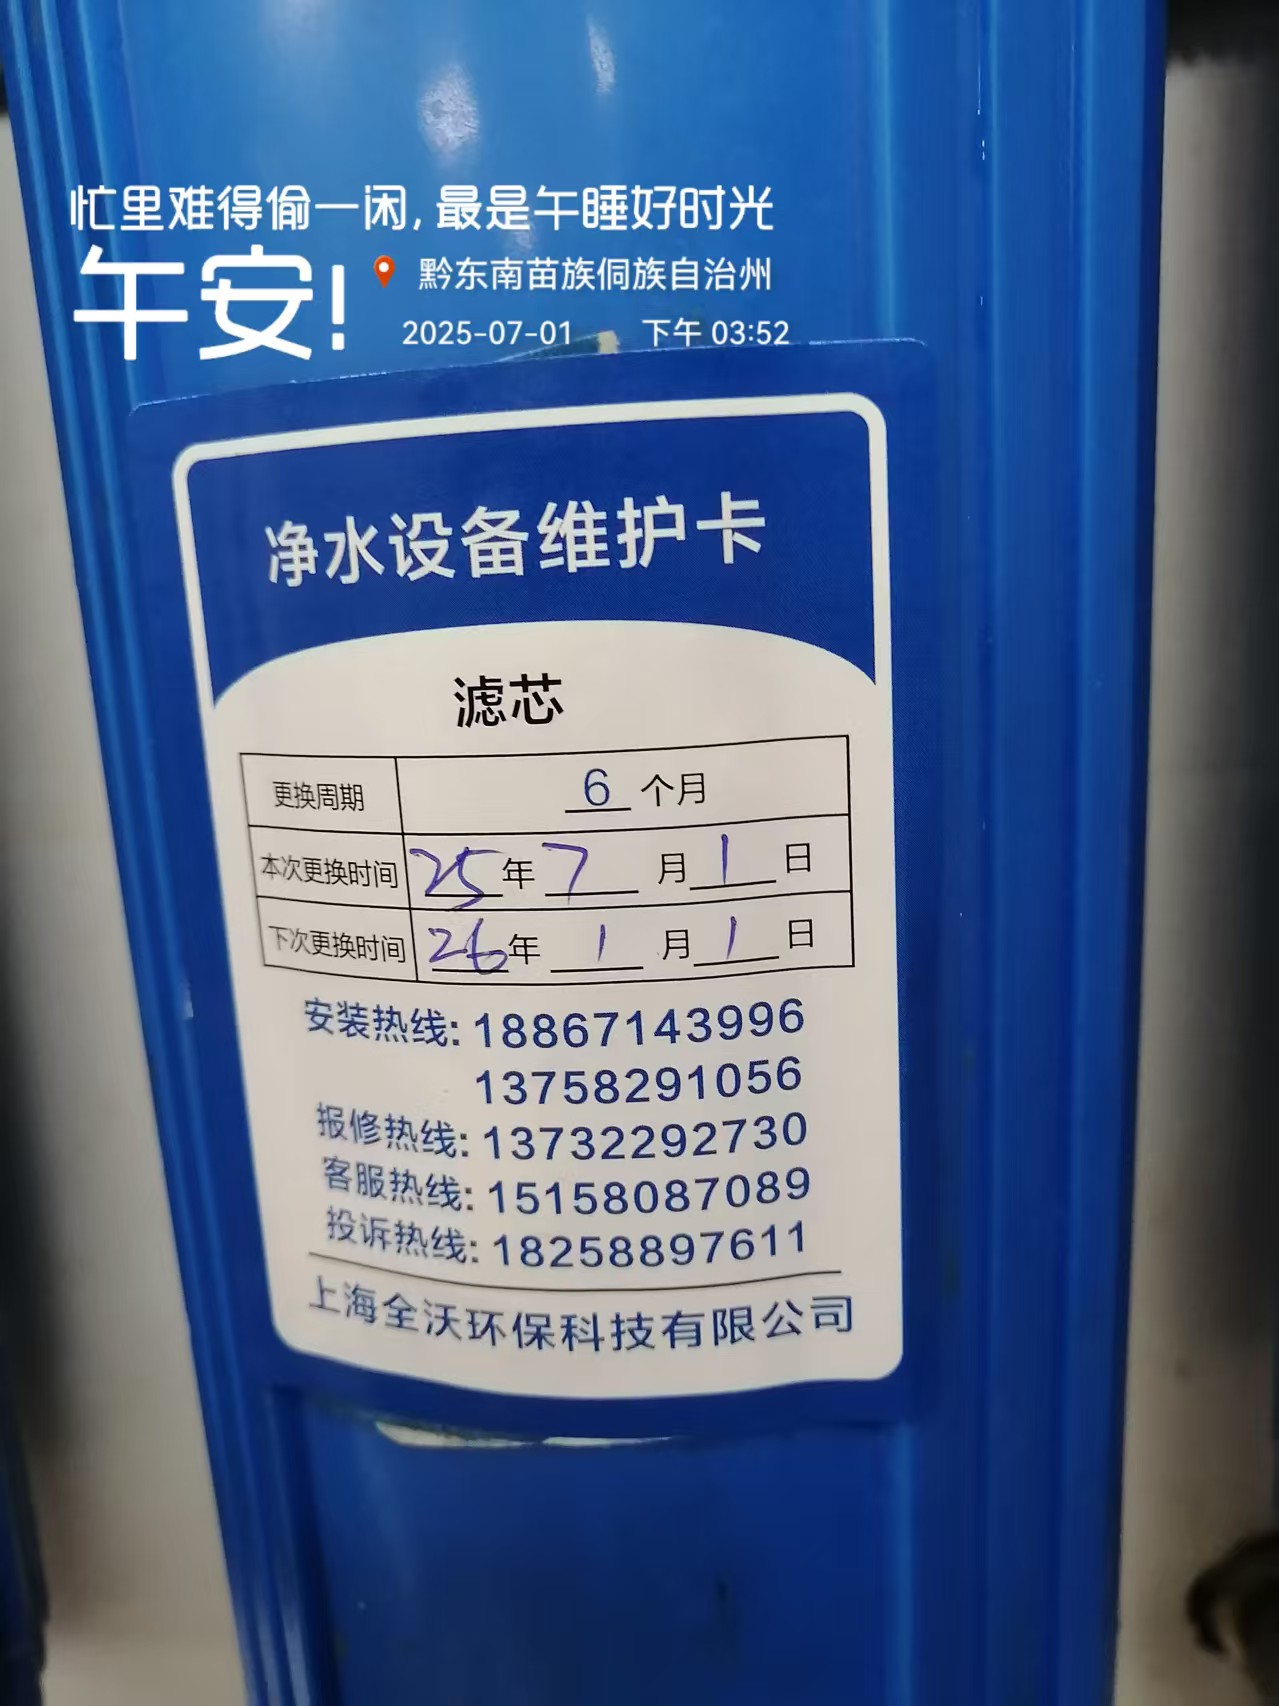 忙里难得偷一闲,最是午睡好时光
午安!
黔东南苗族侗族自治州
2025-07-01 下午 03:52
净水设备维护卡
滤芯
更换周期 6 个月
本次更换时间 25年 7 月 1 日
下次更换时间 26年 1 月 1 日
安装热线: 18867143996
13758291056
报修热线: 13732292730
客服热线: 15158087089
投诉热线: 18258897611
上海全沃环保科技有限公司